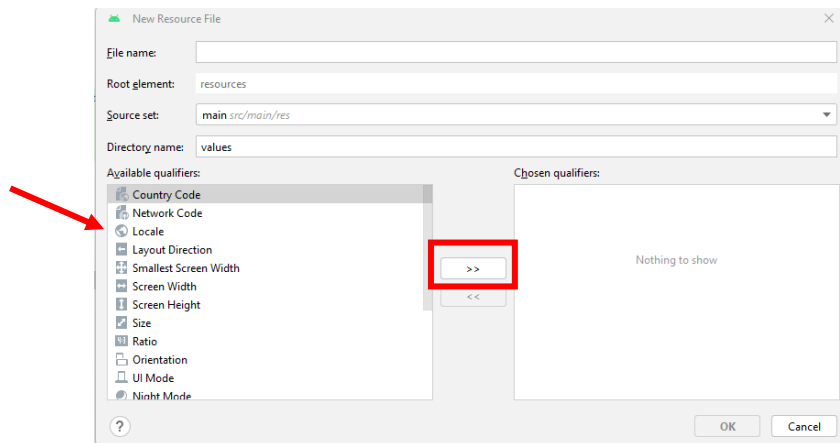 New Resource File
File name:
Root element: resources
Source set: main src/main/res
Directory name: values
Available qualifiers: Chosen qualifiers:
Country Code
Network Code
Locale
Layout Direction
Smallest Screen Width
Screen Width
Screen Height
Size
Ratio
Orientation
UI Mode
Night Mode
>>
<<
Nothing to show
? OK Cancel